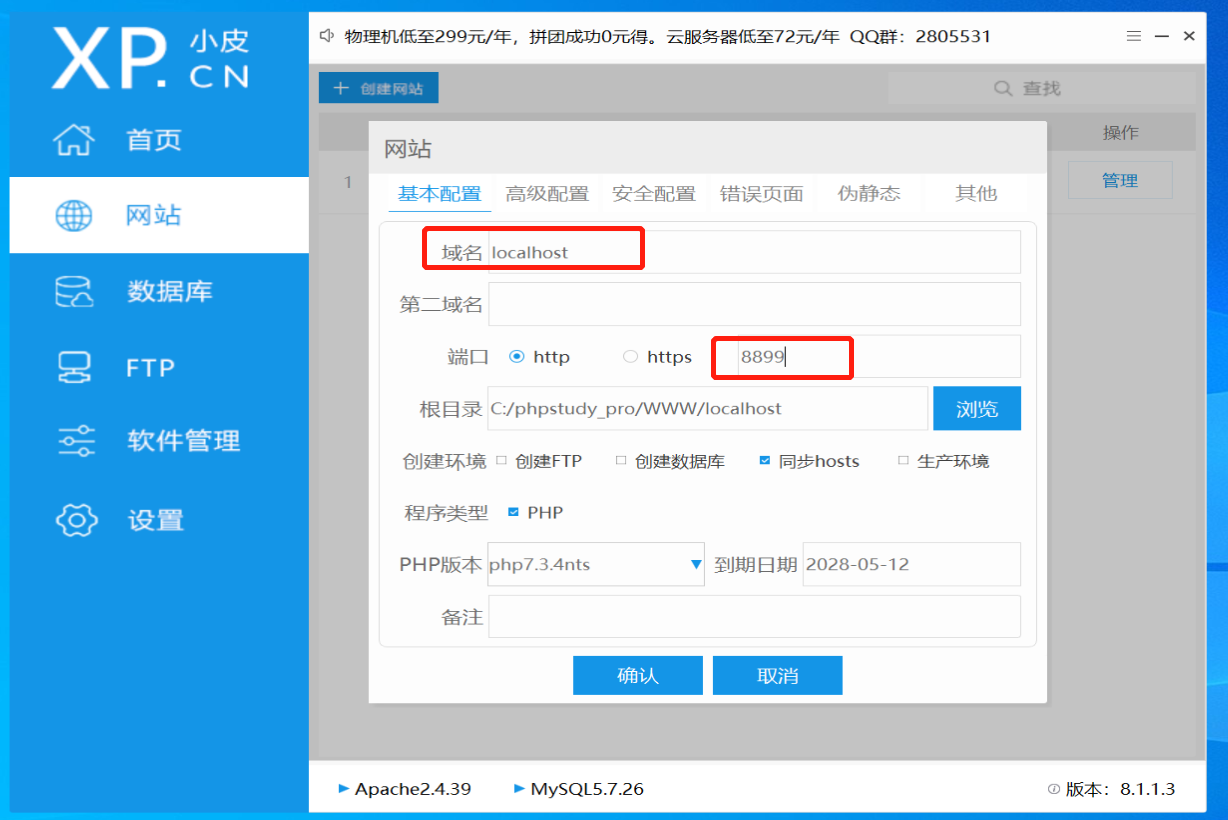 XP.CN 小皮
物理机低至299元/年，拼团成功0元得。云服务器低至72元/年 QQ群：2805531
首页
网站
数据库
FTP
软件管理
设置
创建网站
查找
操作
1
管理
网站
基本配置 高级配置 安全配置 错误页面 伪静态 其他
域名 localhost
第二域名
端口 http https 8899
根目录 C:/phpstudy_pro/WWW/localhost 浏览
创建环境 创建FTP 创建数据库 同步hosts 生产环境
程序类型 PHP
PHP版本 php7.3.4nts 到期日期 2028-05-12
备注
确认 取消
Apache2.4.39 MySQL5.7.26 版本：8.1.1.3